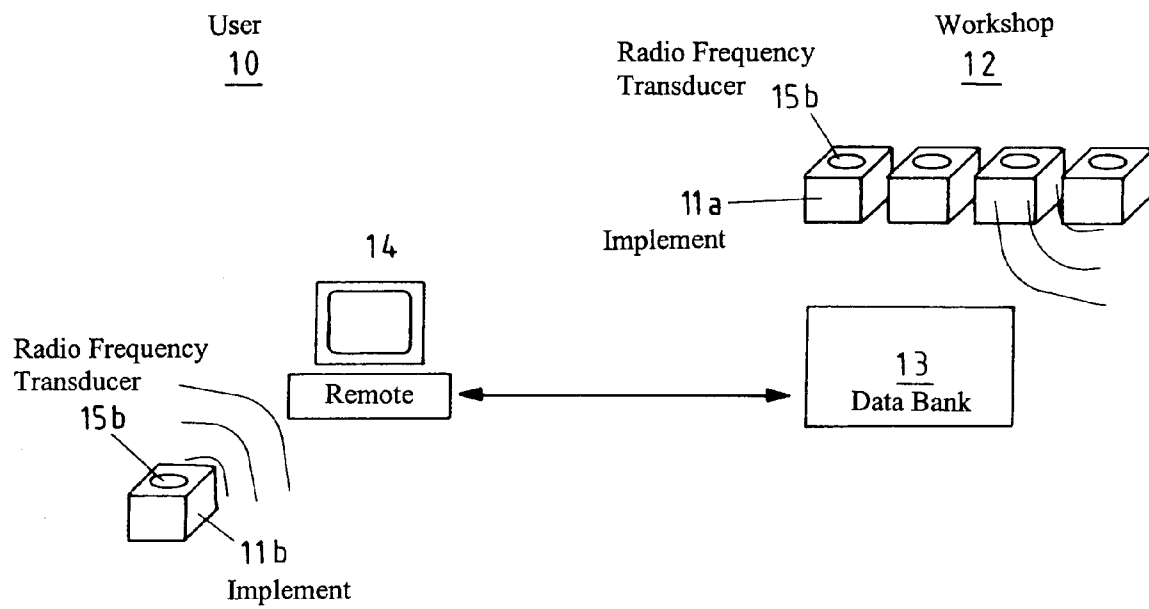 User
10
Workshop
12
Radio Frequency
Transducer 15b
11a
Implement
14
Radio Frequency
Transducer
15b
Remote
13
Data Bank
11b
Implement